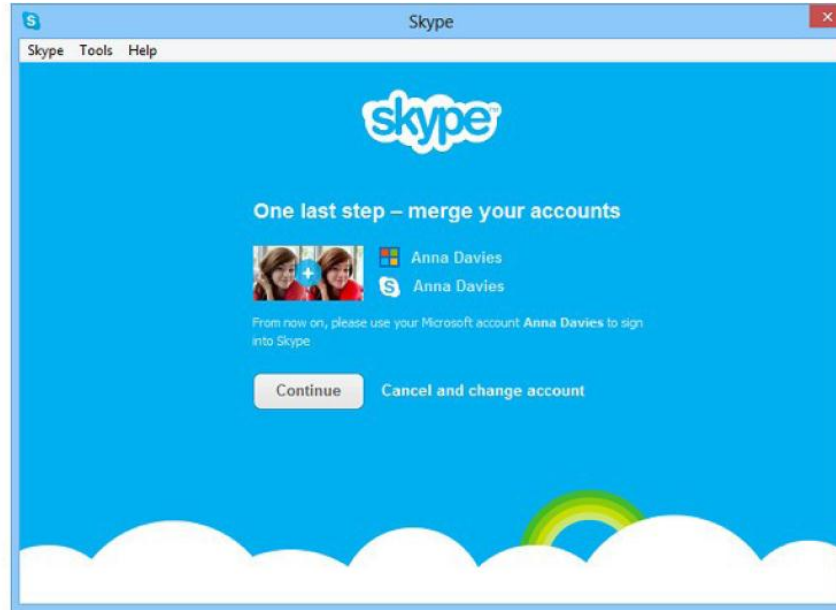 Skype
Skype Tools Help
skype™
One last step – merge your accounts
Anna Davies
Anna Davies
From now on, please use your Microsoft account Anna Davies to sign
into Skype
Continue Cancel and change account